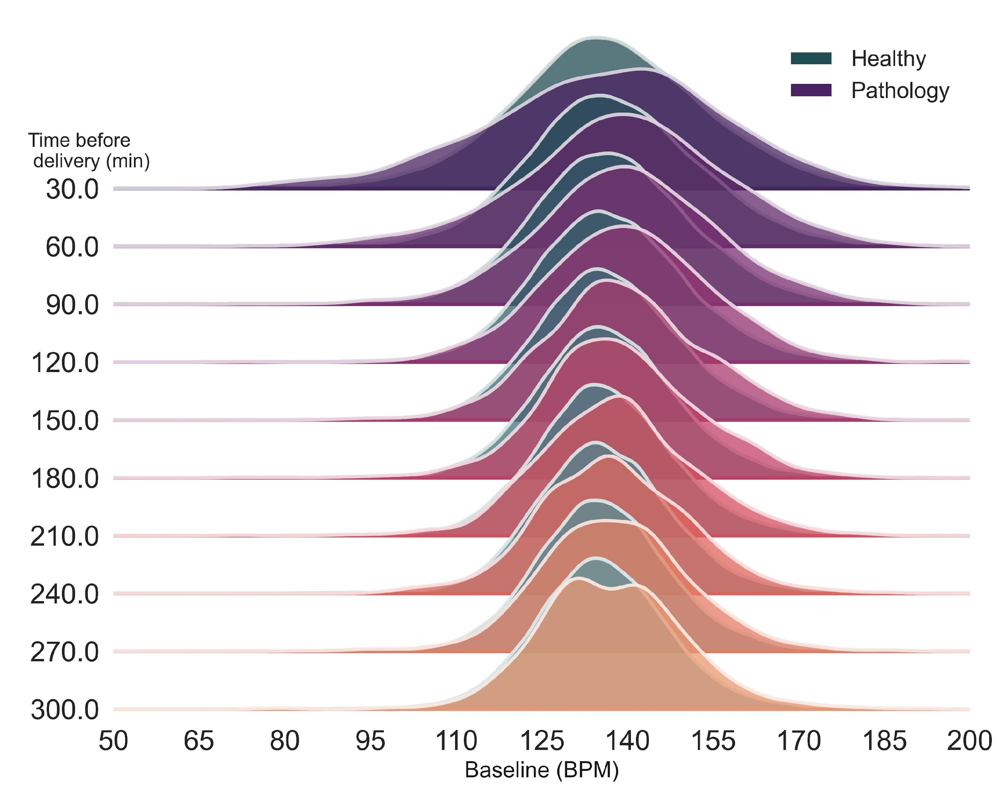 Healthy
Pathology
Time before
delivery (min)
30.0
60.0
90.0
120.0
150.0
180.0
210.0
240.0
270.0
300.0
50 65 80 95 110 125 140 155 170 185 200
Baseline (BPM)